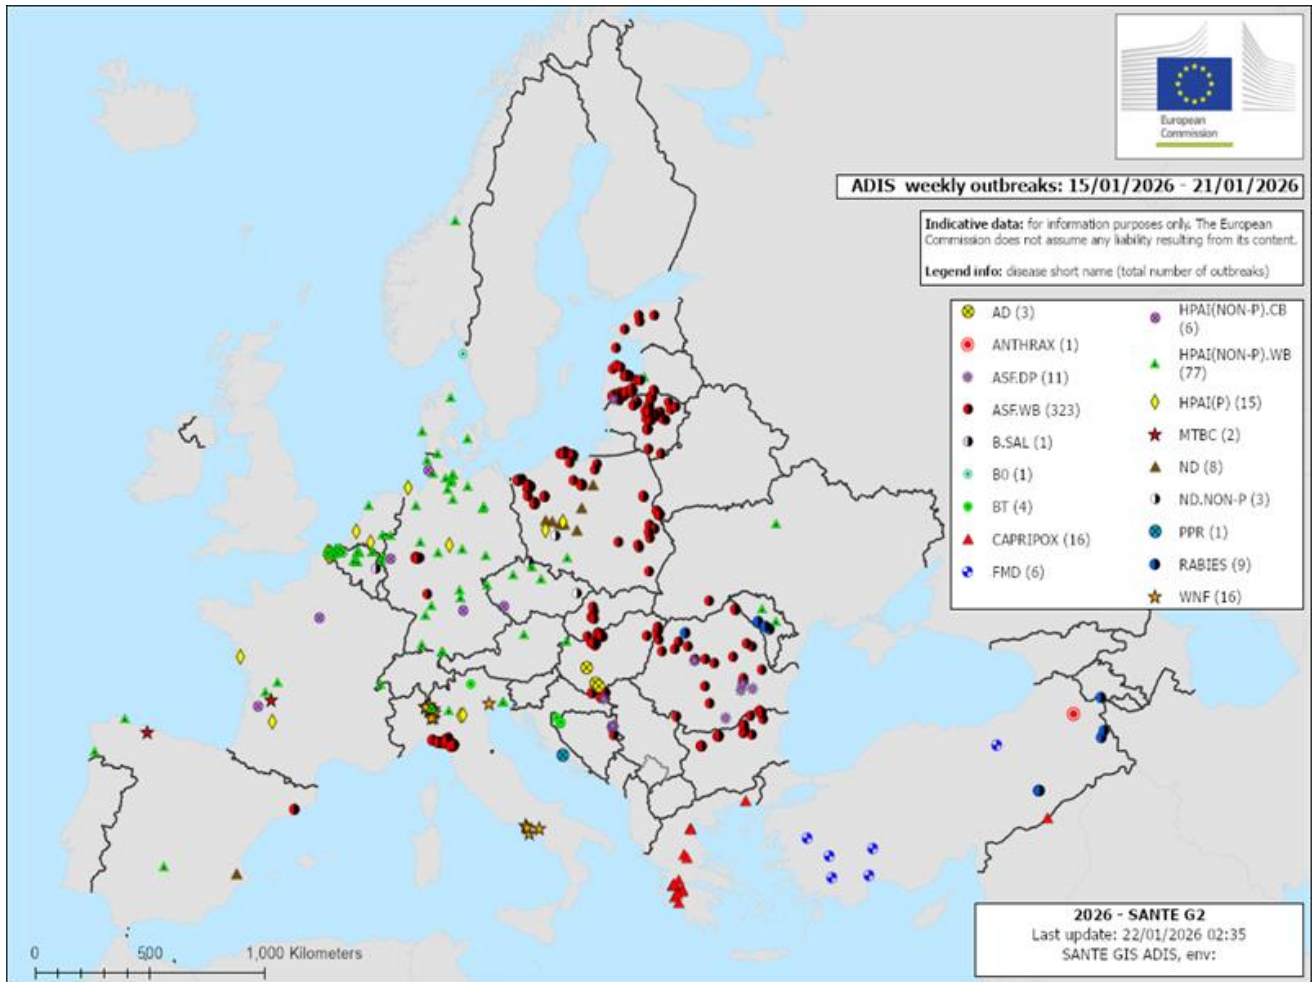 European
Commission
ADIS weekly outbreaks: 15/01/2026 - 21/01/2026
Indicative data: for information purposes only. The European
Commission does not assume any liability resulting from its content.
Legend info: disease short name (total number of outbreaks)
AD (3)
ANTHRAX (1)
ASF.DP (11)
ASF.WB (323)
B.SAL (1)
BO (1)
BT (4)
CAPRIPOX (16)
FMD (6)
HPAI(NON-P).CB
(6)
HPAI(NON-P).WB
(77)
HPAI(P) (15)
MTBC (2)
ND (8)
ND.NON-P (3)
PPR (1)
RABIES (9)
WNF (16)
0 500 1,000 Kilometers
2026 - SANTE G2
Last update: 22/01/2026 02:35
SANTE GIS ADIS, env: